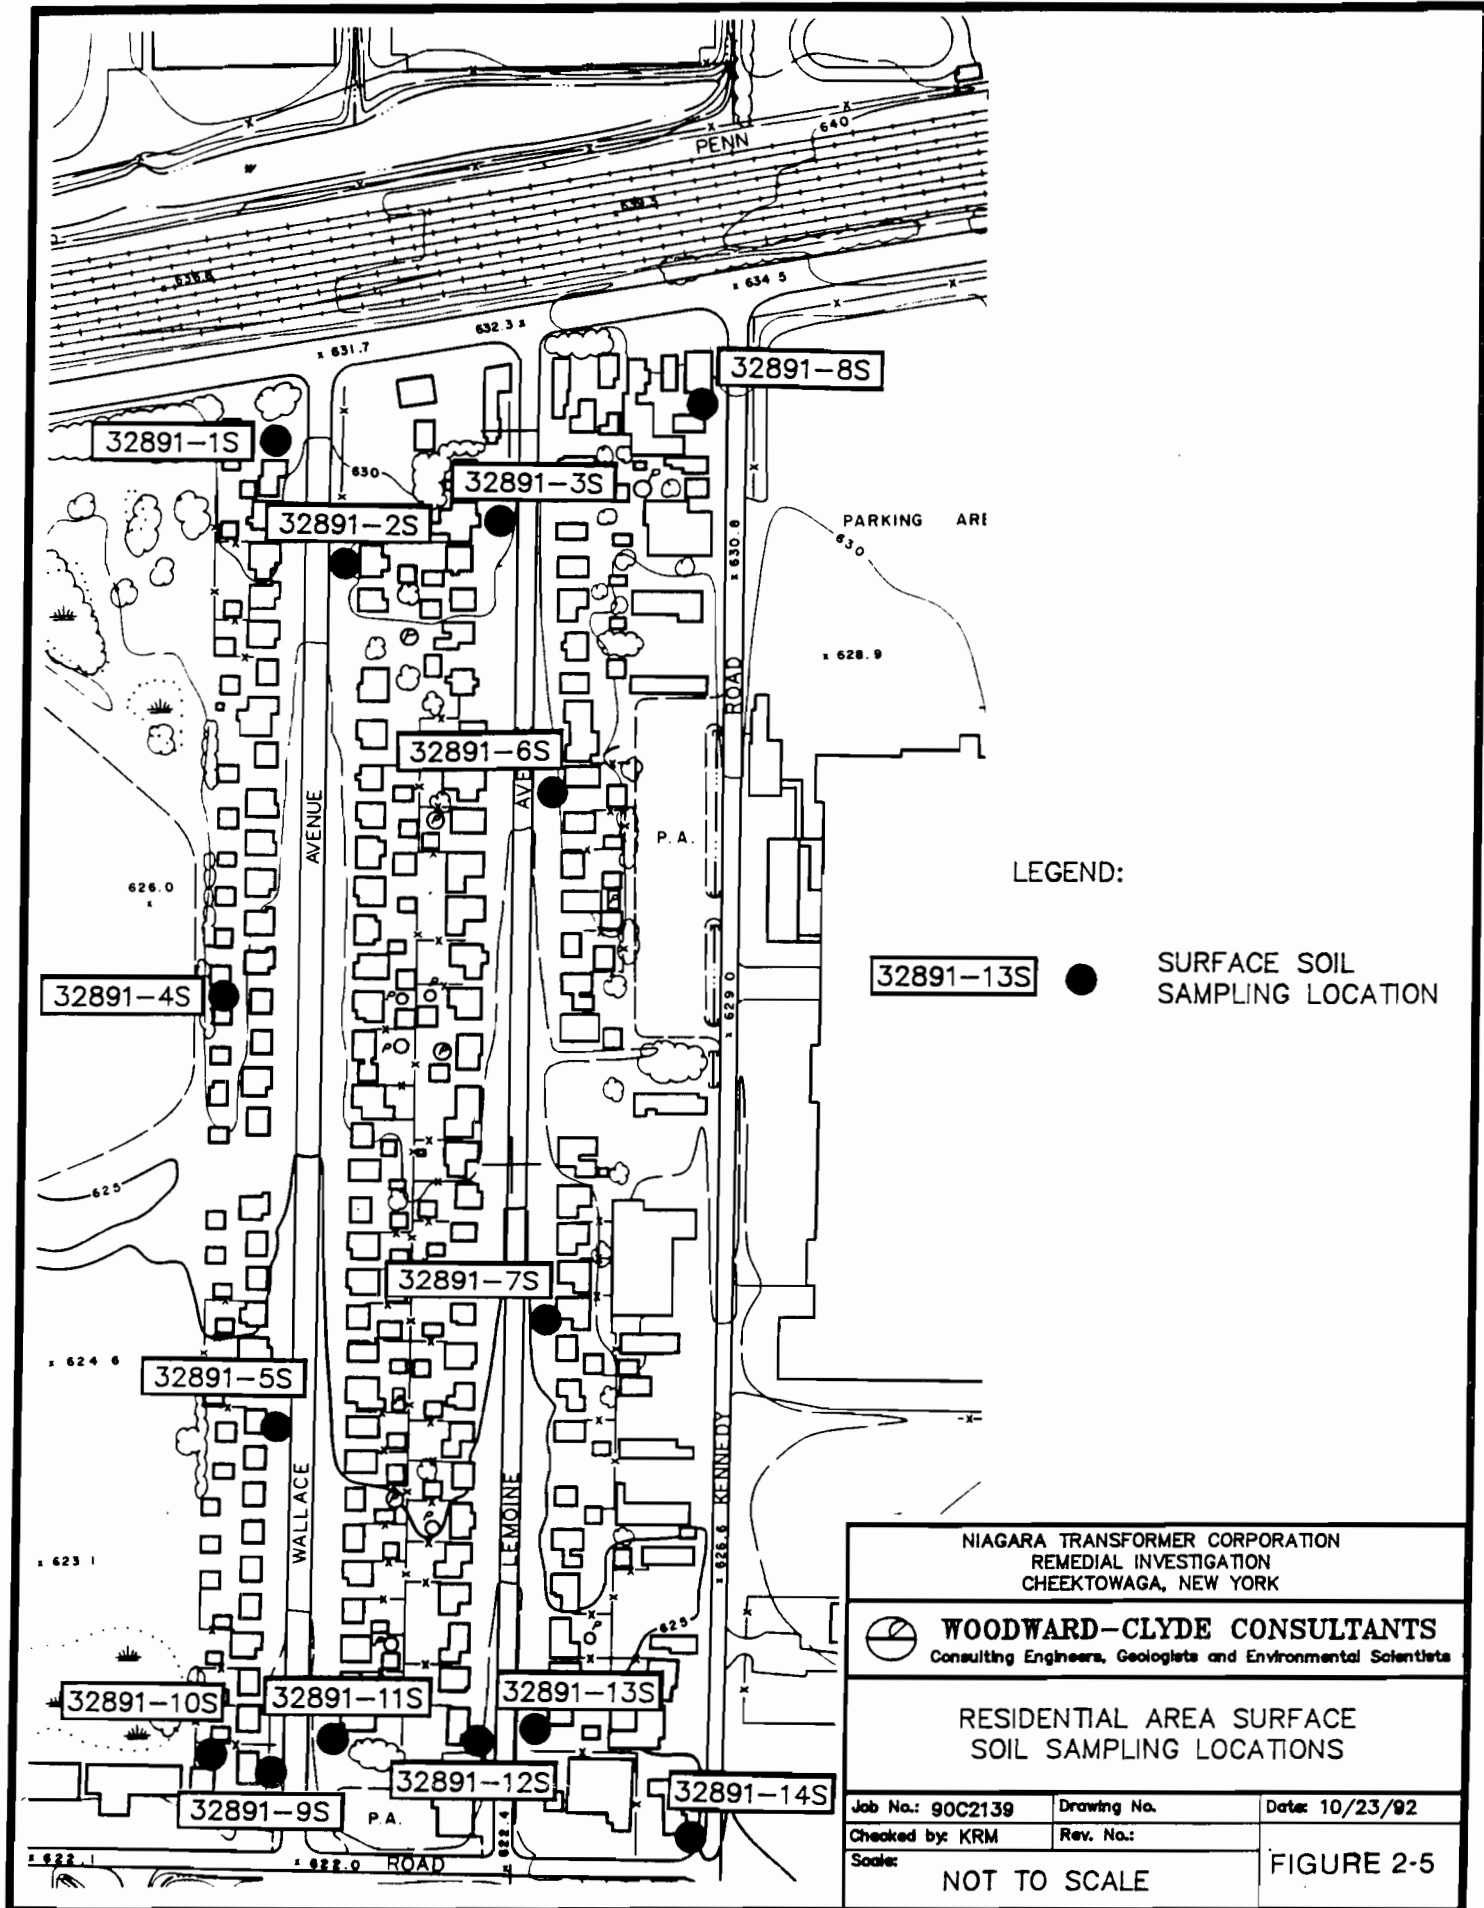 PENN
640
639.3
636.8
x 634 5
632.3 x
x 631.7
32891-8S
32891-1S
630
32891-3S
32891-2S
PARKING ARE
630
x 630.8
x 628.9
ROAD
32891-6S
AVE
AVENUE
P.A.
626.0
x
LEGEND:
32891-4S
32891-13S
SURFACE SOIL
SAMPLING LOCATION
x 629.0
625
32891-7S
x 624 6
32891-5S
KENNEDY
WALLACE
LEMOINE
x 626.6
x 623 1
625
32891-10S
32891-11S
32891-13S
32891-12S
32891-14S
32891-9S
P.A.
622.4
x 622.1
x 622.0
ROAD
NIAGARA TRANSFORMER CORPORATION
REMEDIAL INVESTIGATION
CHEEKTOWAGA, NEW YORK
WOODWARD-CLYDE CONSULTANTS
Consulting Engineers, Geologists and Environmental Scientists
RESIDENTIAL AREA SURFACE
SOIL SAMPLING LOCATIONS
Job No.: 90C2139
Drawing No.
Date: 10/23/92
Checked by: KRM
Rev. No.:
Scale:
NOT TO SCALE
FIGURE 2-5